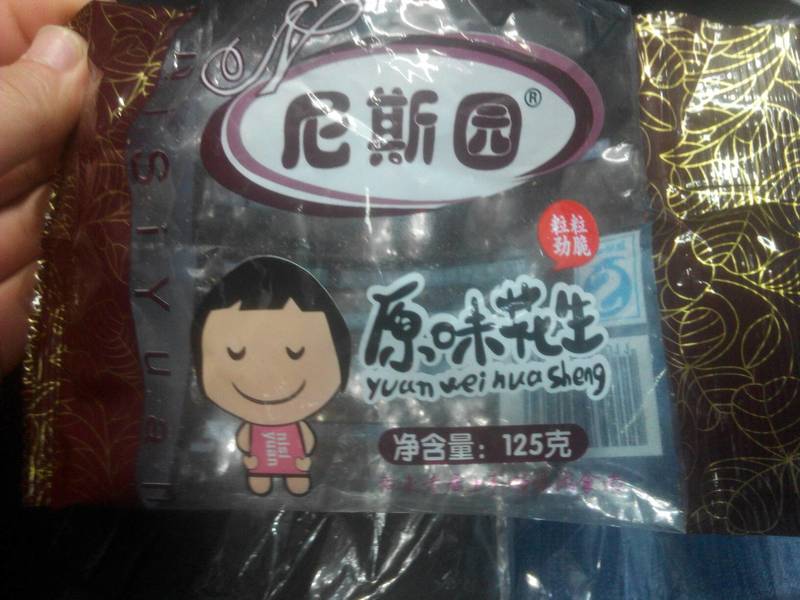 尼斯园®
NiSiYuan
粒粒
劲脆
原味花生
yuan wei hua sheng
nisi
yuan
净含量：125克